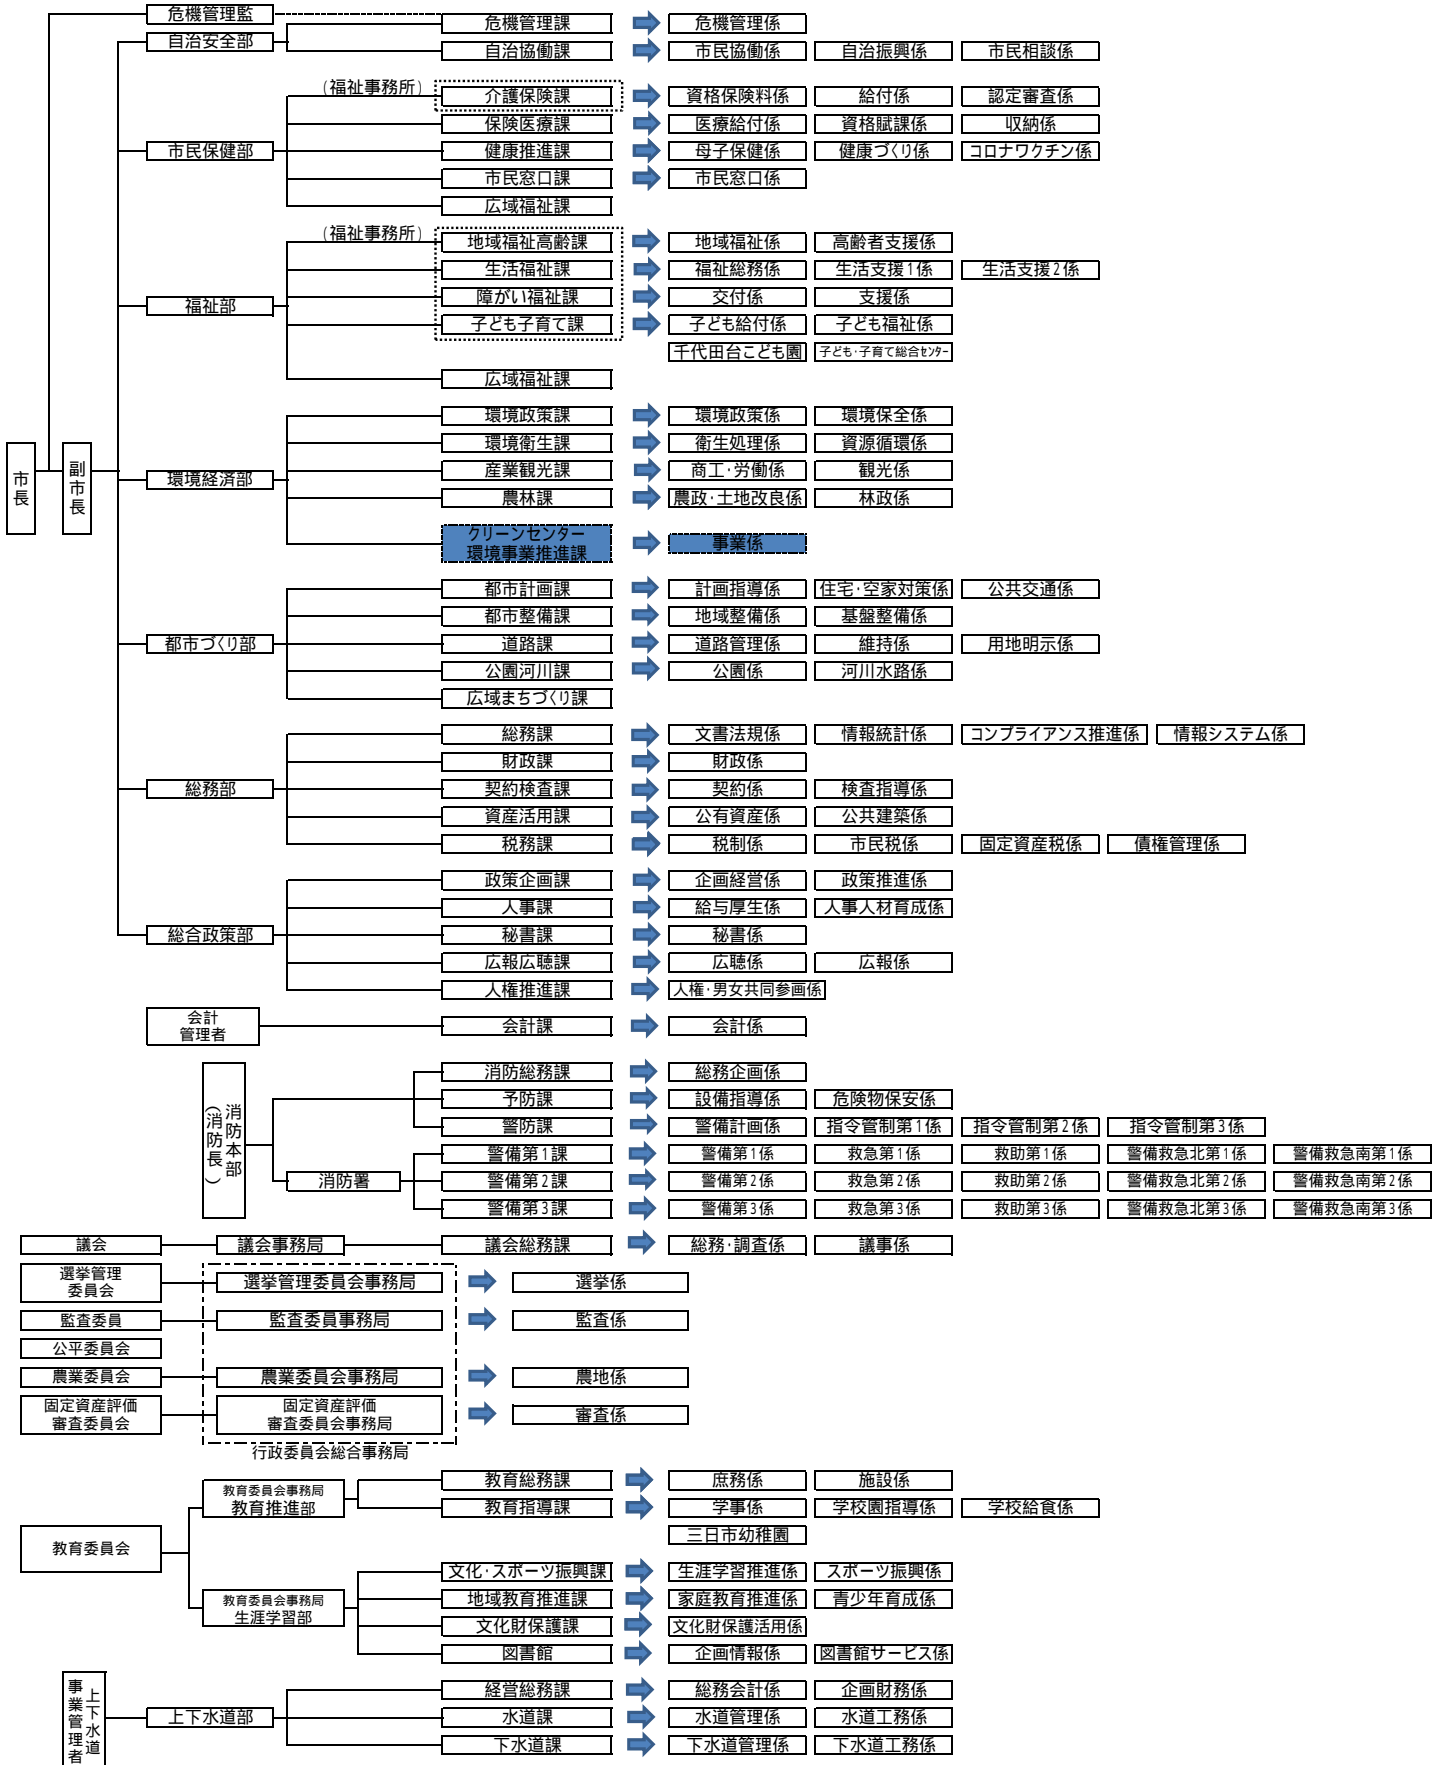 危機管理監
危機管理課 危機管理係
自治安全部
自治協働課 市民協働係 自治振興係 市民相談係
(福祉事務所)
介護保険課 資格保険料係 給付係 認定審査係
保険医療課 医療給付係 資格賦課係 収納係
市民保健部 健康推進課 母子保健係 健康づくり係 コロナワクチン係
市民窓口課 市民窓口係
広域福祉課
(福祉事務所)
地域福祉高齢課 地域福祉係 高齢者支援係
生活福祉課 福祉総務係 生活支援1係 生活支援2係
福祉部 障がい福祉課 交付係 支援係
子ども子育て課 子ども給付係 子ども福祉係
千代田台こども園 子ども・子育て総合センター
広域福祉課
環境政策課 環境政策係 環境保全係
環境衛生課 衛生処理係 資源循環係
市長 副市長 環境経済部 産業観光課 商工・労働係 観光係
農林課 農政・土地改良係 林政係
クリーンセンター
環境事業推進課 事業係
都市計画課 計画指導係 住宅・空家対策係 公共交通係
都市整備課 地域整備係 基盤整備係
都市づくり部 道路課 道路管理係 維持係 用地明示係
公園河川課 公園係 河川水路係
広域まちづくり課
総務課 文書法規係 情報統計係 コンプライアンス推進係 情報システム係
財政課 財政係
総務部 契約検査課 契約係 検査指導係
資産活用課 公有資産係 公共建築係
税務課 税制係 市民税係 固定資産税係 債権管理係
政策企画課 企画経営係 政策推進係
人事課 給与厚生係 人事人材育成係
総合政策部 秘書課 秘書係
広報広聴課 広聴係 広報係
人権推進課 人権・男女共同参画係
会計
管理者 会計課 会計係
消防本部
(消防長)
消防総務課 総務企画係
予防課 設備指導係 危険物保安係
警防課 警備計画係 指令管制第1係 指令管制第2係 指令管制第3係
警備第1課 警備第1係 救急第1係 救助第1係 警備救急北第1係 警備救急南第1係
消防署 警備第2課 警備第2係 救急第2係 救助第2係 警備救急北第2係 警備救急南第2係
警備第3課 警備第3係 救急第3係 救助第3係 警備救急北第3係 警備救急南第3係
議会 議会事務局 議会総務課 総務・調査係 議事係
選挙管理
委員会 選挙管理委員会事務局 選挙係
監査委員 監査委員事務局 監査係
公平委員会
農業委員会 農業委員会事務局 農地係
固定資産評価
審査委員会
固定資産評価
審査委員会事務局 審査係
行政委員会総合事務局
教育委員会
教育委員会事務局
教育推進部
教育総務課 庶務係 施設係
教育指導課 学事係 学校園指導係 学校給食係
三日市幼稚園
教育委員会事務局
生涯学習部
文化・スポーツ振興課 生涯学習推進係 スポーツ振興係
地域教育推進課 家庭教育推進係 青少年育成係
文化財保護課 文化財保護活用係
図書館 企画情報係 図書館サービス係
上下水道
事業管理者
経営総務課 総務会計係 企画財務係
上下水道部 水道課 水道管理係 水道工務係
下水道課 下水道管理係 下水道工務係